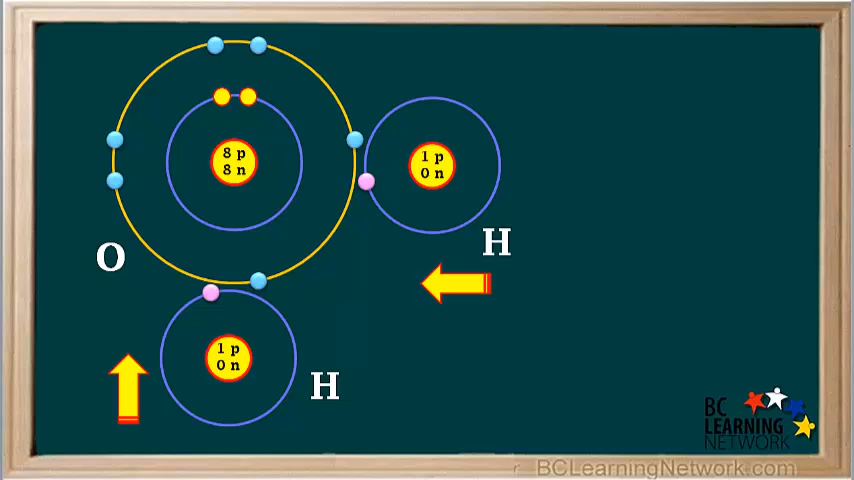 8 p
8 n
1 p
0 n
O
H
1 p
0 n
H
BC
LEARNING
NETWORK
r BCLearningNetwork.com